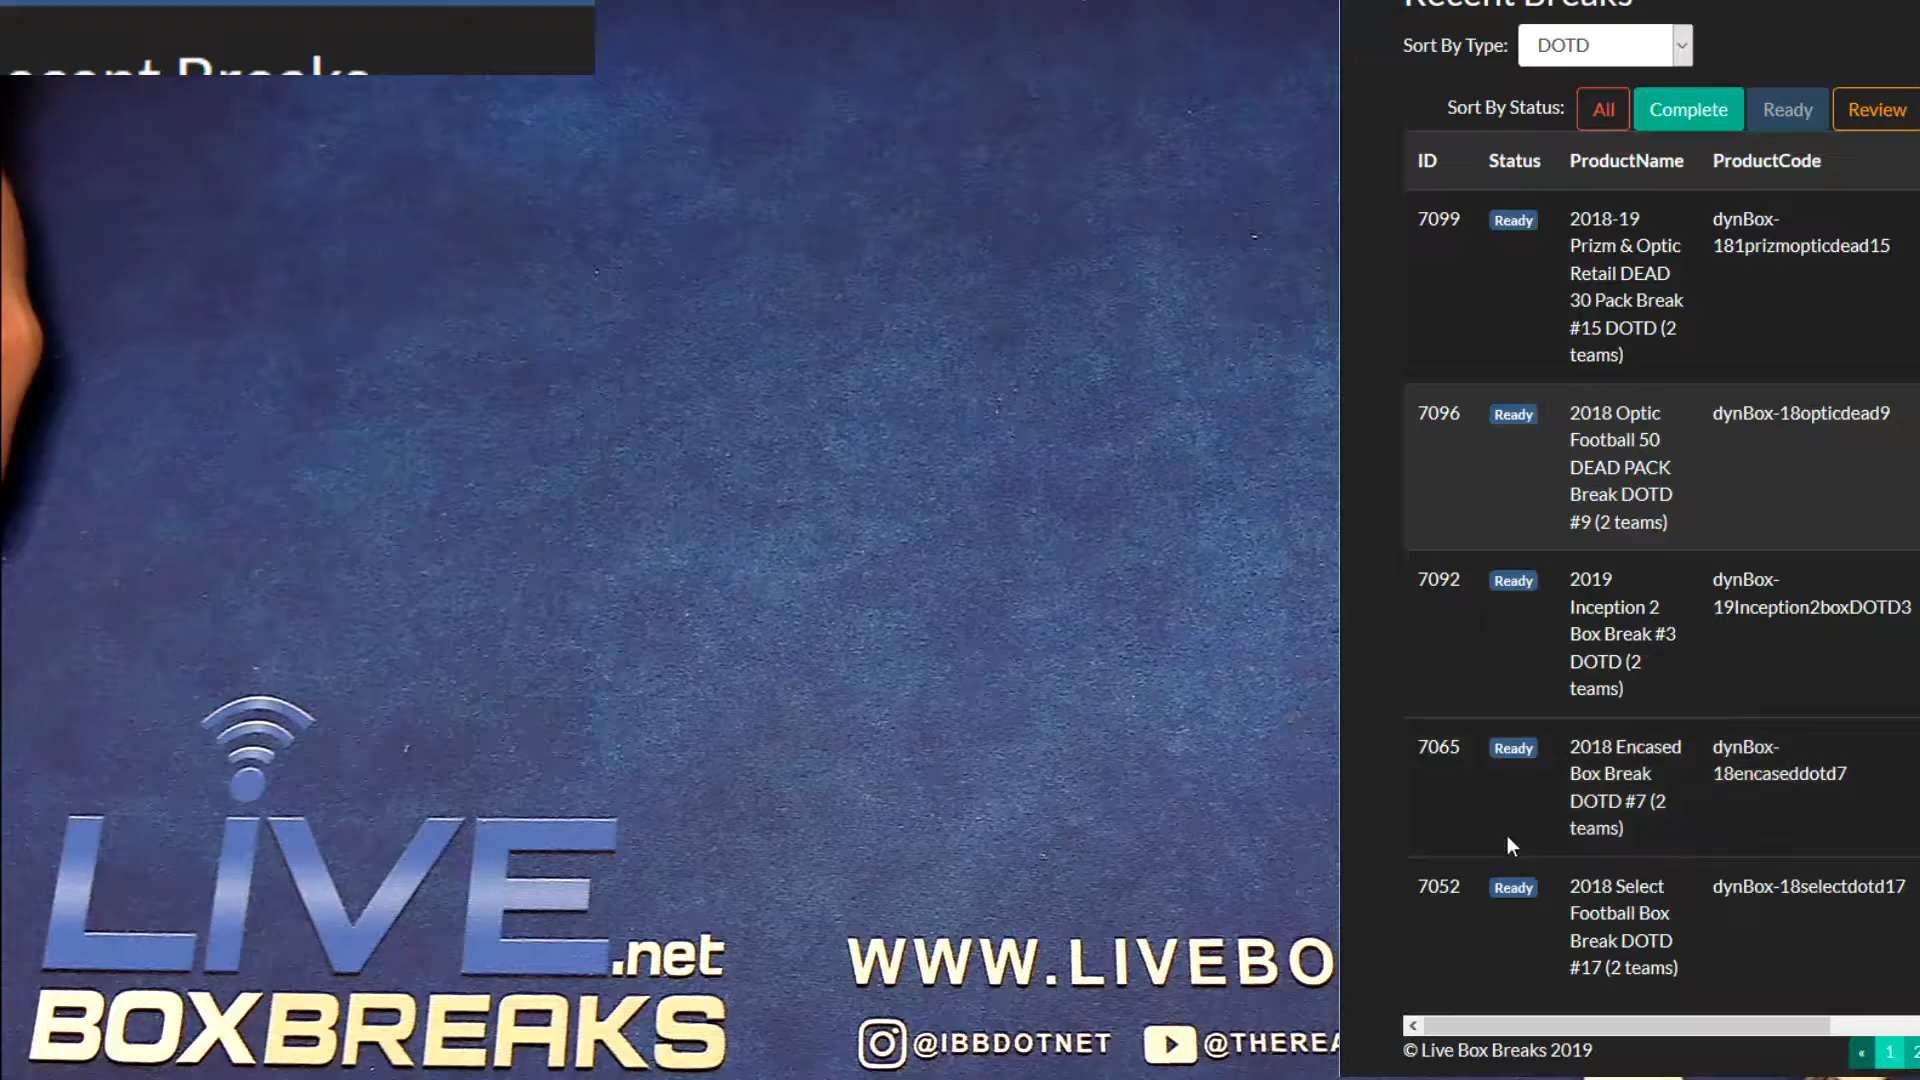 Recent Breaks
Sort By Type: DOTD
Sort By Status: All Complete Ready Review
ID Status ProductName ProductCode
7099 Ready 2018-19 dynBox-
Prizm & Optic 181prizmopticdead15
Retail DEAD
30 Pack Break
#15 DOTD (2
teams)
7096 Ready 2018 Optic dynBox-18opticdead9
Football 50
DEAD PACK
Break DOTD
#9 (2 teams)
7092 Ready 2019 dynBox-
Inception 2 19Inception2boxDOTD3
Box Break #3
DOTD (2
teams)
7065 Ready 2018 Encased dynBox-
Box Break 18encaseddotd7
DOTD #7 (2
teams)
7052 Ready 2018 Select dynBox-18selectdotd17
Football Box
Break DOTD
#17 (2 teams)
© Live Box Breaks 2019
« 1 2
ecent Breaks
LIVE
.net
BOXBREAKS
WWW.LIVEBO
@IBBDOTNET @THEREA